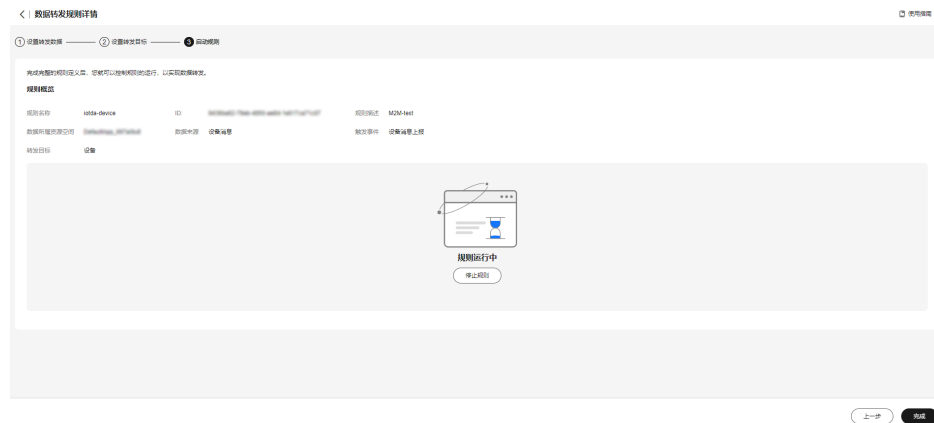 数据转发规则详情
使用指南
1 设置转发数据 2 设置转发目标 3 启动规则
完成完整的规则定义后，您就可以控制规则的运行，以实现数据转发。
规则概览
规则名称 iotda-device ID: 规则描述 M2M-test
数据所属资源空间 数据来源 设备消息 触发事件 设备消息上报
转发目标 设备
规则运行中
停止规则
上一步 完成